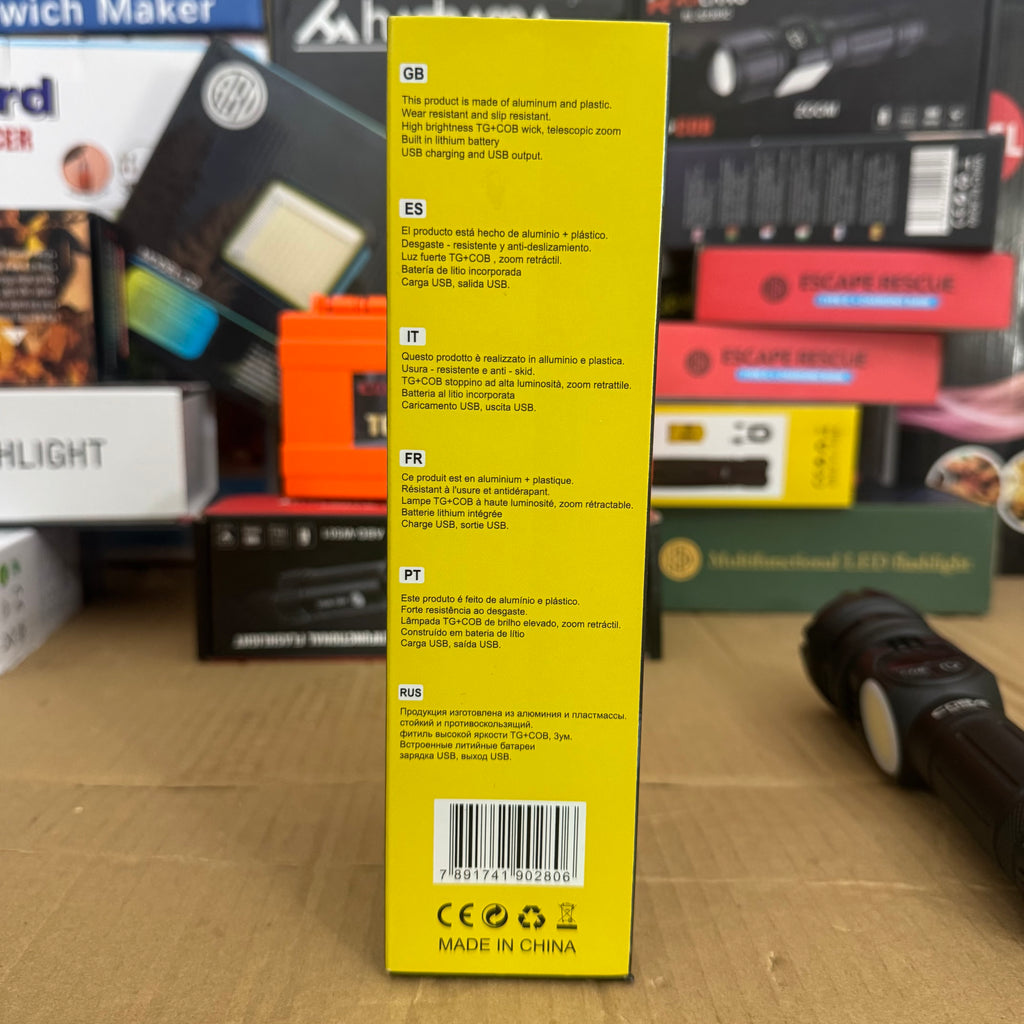 wich Maker
rd
CER
ZOOM
ESCAPE RESCUE
ESCAPE RESCUE
HLIGHT
Multifunctional LED flashlight
GB
This product is made of aluminum and plastic.
Wear resistant and slip resistant.
High brightness TG+COB wick, telescopic zoom
Built in lithium battery
USB charging and USB output.
ES
El producto está hecho de aluminio + plástico.
Desgaste - resistente y anti-deslizamiento.
Luz fuerte TG+COB , zoom retráctil.
Batería de litio incorporada
Carga USB, salida USB.
IT
Questo prodotto è realizzato in alluminio e plastica.
Usura - resistente e anti - skid.
TG+COB stoppino ad alta luminosità, zoom retrattile.
Batteria al litio incorporata
Caricamento USB, uscita USB.
FR
Ce produit est en aluminium + plastique.
Résistant à l'usure et antidérapant.
Lampe TG+COB à haute luminosité, zoom rétractable.
Batterie lithium intégrée
Charge USB, sortie USB.
PT
Este produto é feito de alumínio e plástico.
Forte resistência ao desgaste.
Lâmpada TG+COB de brilho elevado, zoom retráctil.
Construído em bateria de lítio
Carga USB, saída USB.
RUS
Продукция изготовлена из алюминия и пластмассы.
стойкий и противоскользящий.
фитиль высокой яркости TG+COB, Зум.
Встроенные литийные батареи
зарядка USB, выход USB.
7 891741 902806
CE
MADE IN CHINA